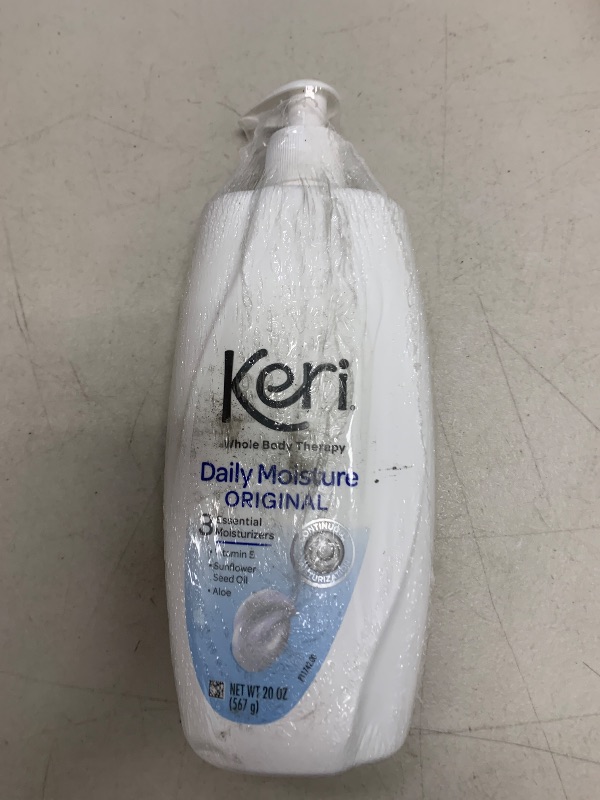 Keri
Whole Body Therapy
Daily Moisture
ORIGINAL
3 Essential
Moisturizers
• Vitamin E
• Sunflower
Seed Oil
• Aloe
NET WT 20 OZ
(567 g)